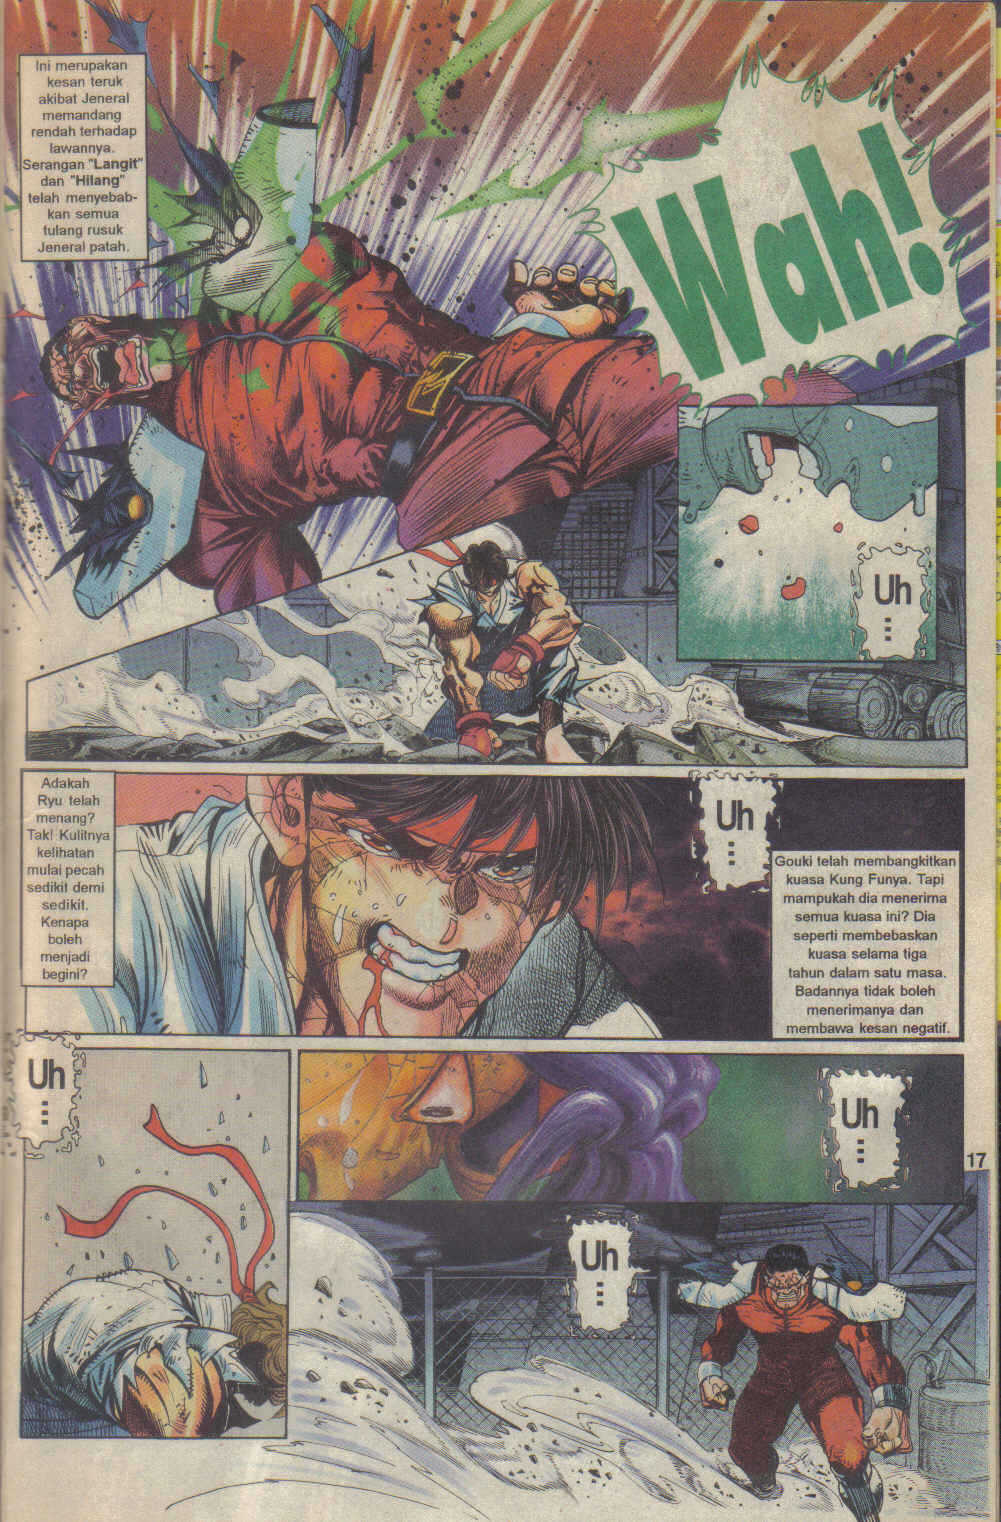 Ini merupakan
kesan teruk
akibat Jeneral
memandang
rendah terhadap
lawannya.
Serangan "Langit"
dan "Hilang"
telah menyebab-
kan semua
tulang rusuk
Jeneral patah.
Wah!
Uh
...
Adakah
Ryu telah
menang?
Tak! Kulitnya
kelihatan
mulai pecah
sedikit demi
sedikit.
Kenapa
boleh
menjadi
begini?
Uh
...
Gouki telah membangkitkan
kuasa Kung Funya. Tapi
mampukah dia menerima
semua kuasa ini? Dia
seperti membebaskan
kuasa selama tiga
tahun dalam satu masa.
Badannya tidak boleh
menerimanya dan
membawa kesan negatif.
Uh
...
Uh
...
17
Uh
...